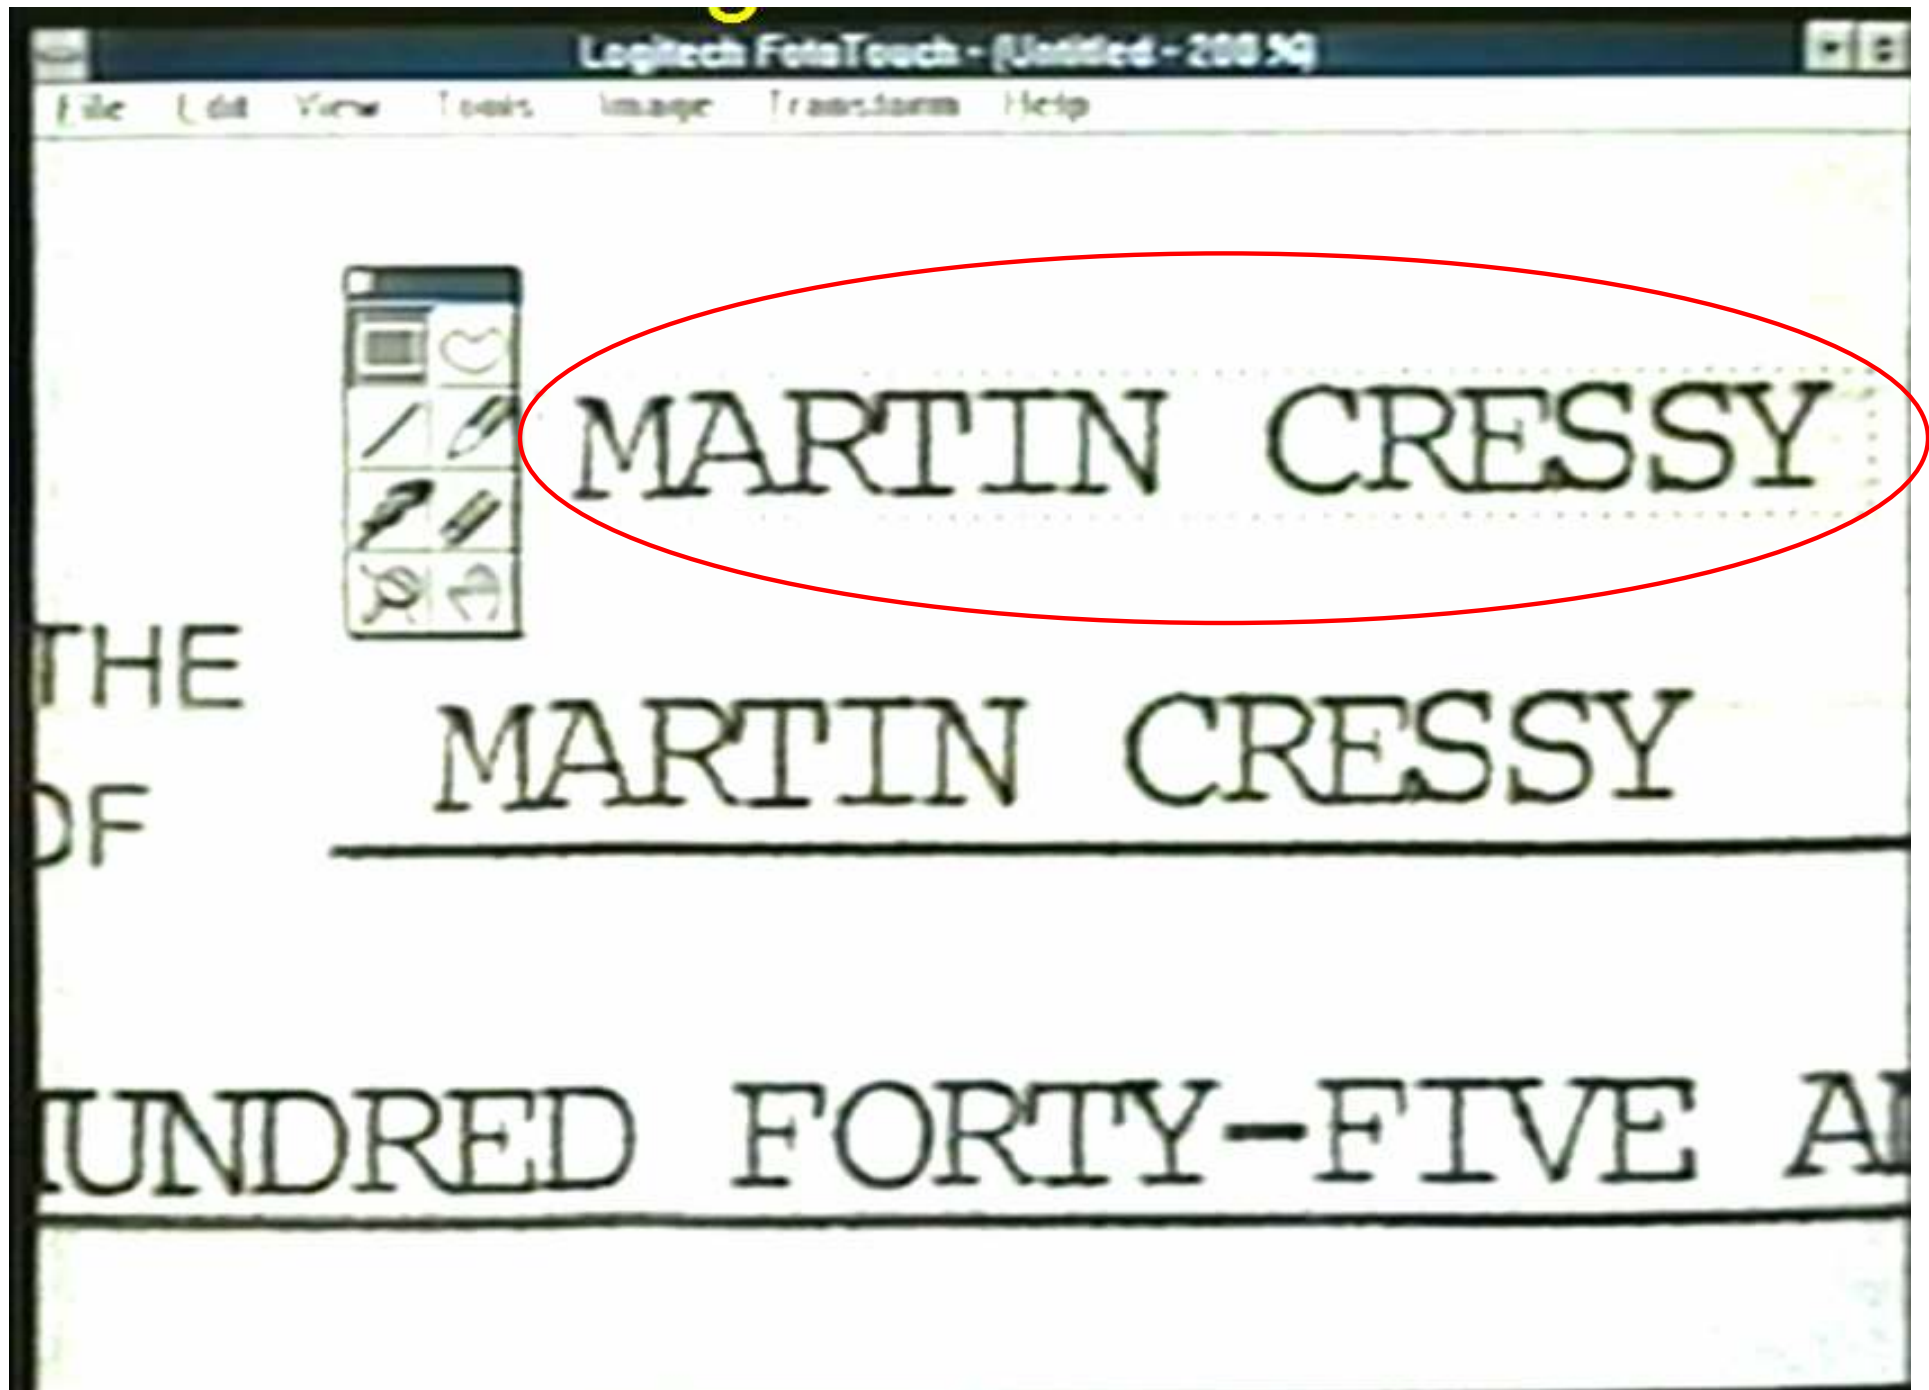 Logitech FotoTouch - [Untitled - 200 %]
File Edit View Tools Image Transform Help
MARTIN CRESSY
THE
MARTIN CRESSY
OF
UNDRED FORTY-FIVE A